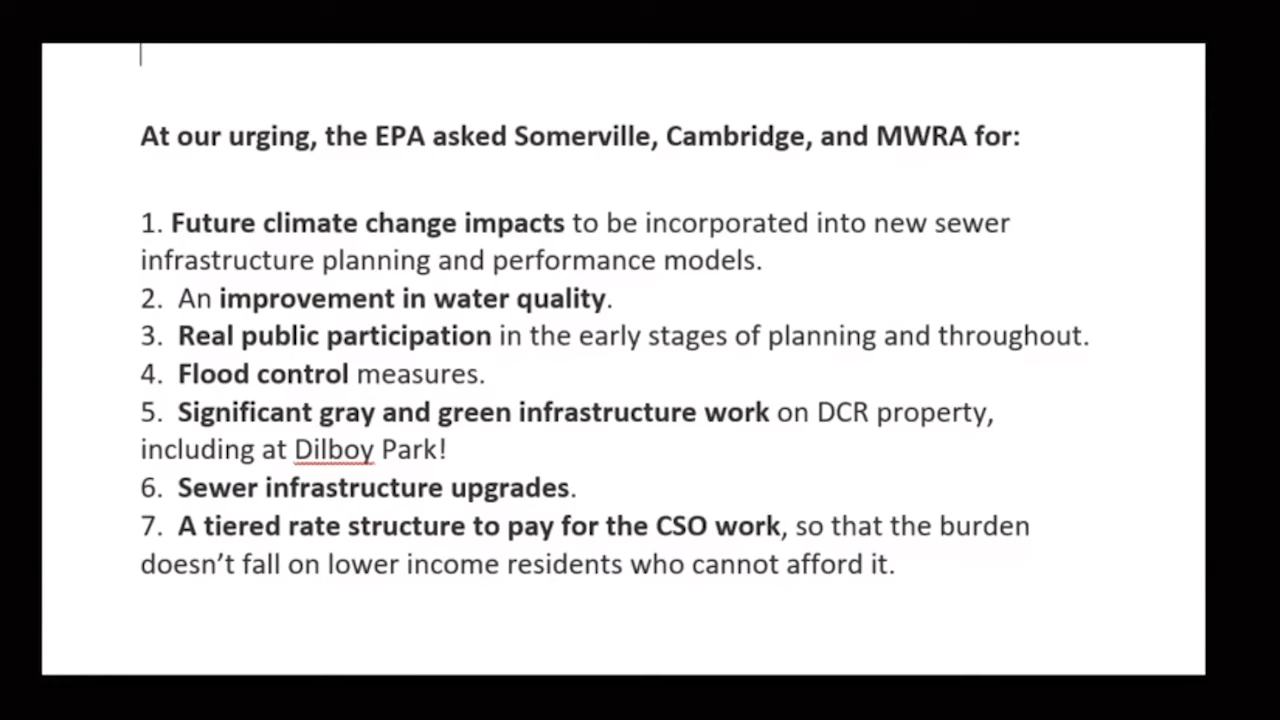 At our urging, the EPA asked Somerville, Cambridge, and MWRA for:
1. Future climate change impacts to be incorporated into new sewer
infrastructure planning and performance models.
2.  An improvement in water quality.
3.  Real public participation in the early stages of planning and throughout.
4.  Flood control measures.
5.  Significant gray and green infrastructure work on DCR property,
including at Dilboy Park!
6.  Sewer infrastructure upgrades.
7.  A tiered rate structure to pay for the CSO work, so that the burden
doesn’t fall on lower income residents who cannot afford it.